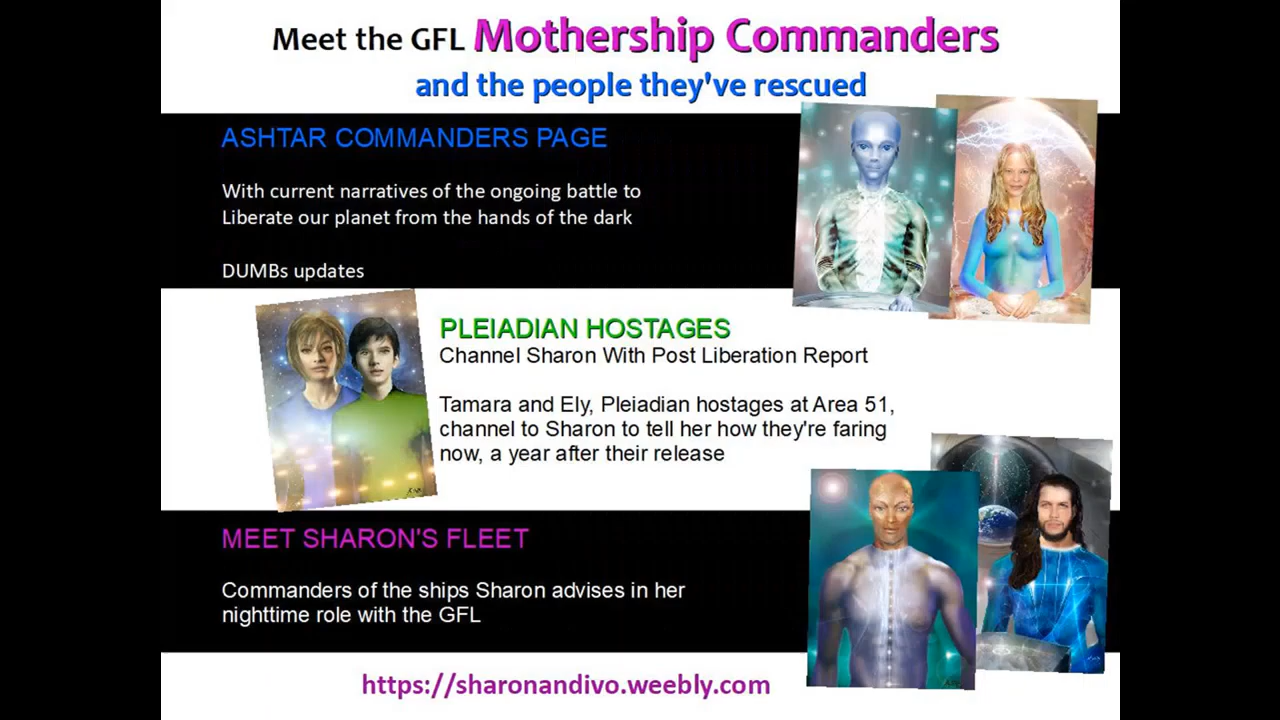 Meet the GFL Mothership Commanders
and the people they've rescued
ASHTAR COMMANDERS PAGE
With current narratives of the ongoing battle to
Liberate our planet from the hands of the dark
DUMBs updates
PLEIADIAN HOSTAGES
Channel Sharon With Post Liberation Report
Tamara and Ely, Pleiadian hostages at Area 51,
channel to Sharon to tell her how they're faring
now, a year after their release
MEET SHARON'S FLEET
Commanders of the ships Sharon advises in her
nighttime role with the GFL
https://sharonandivo.weebly.com